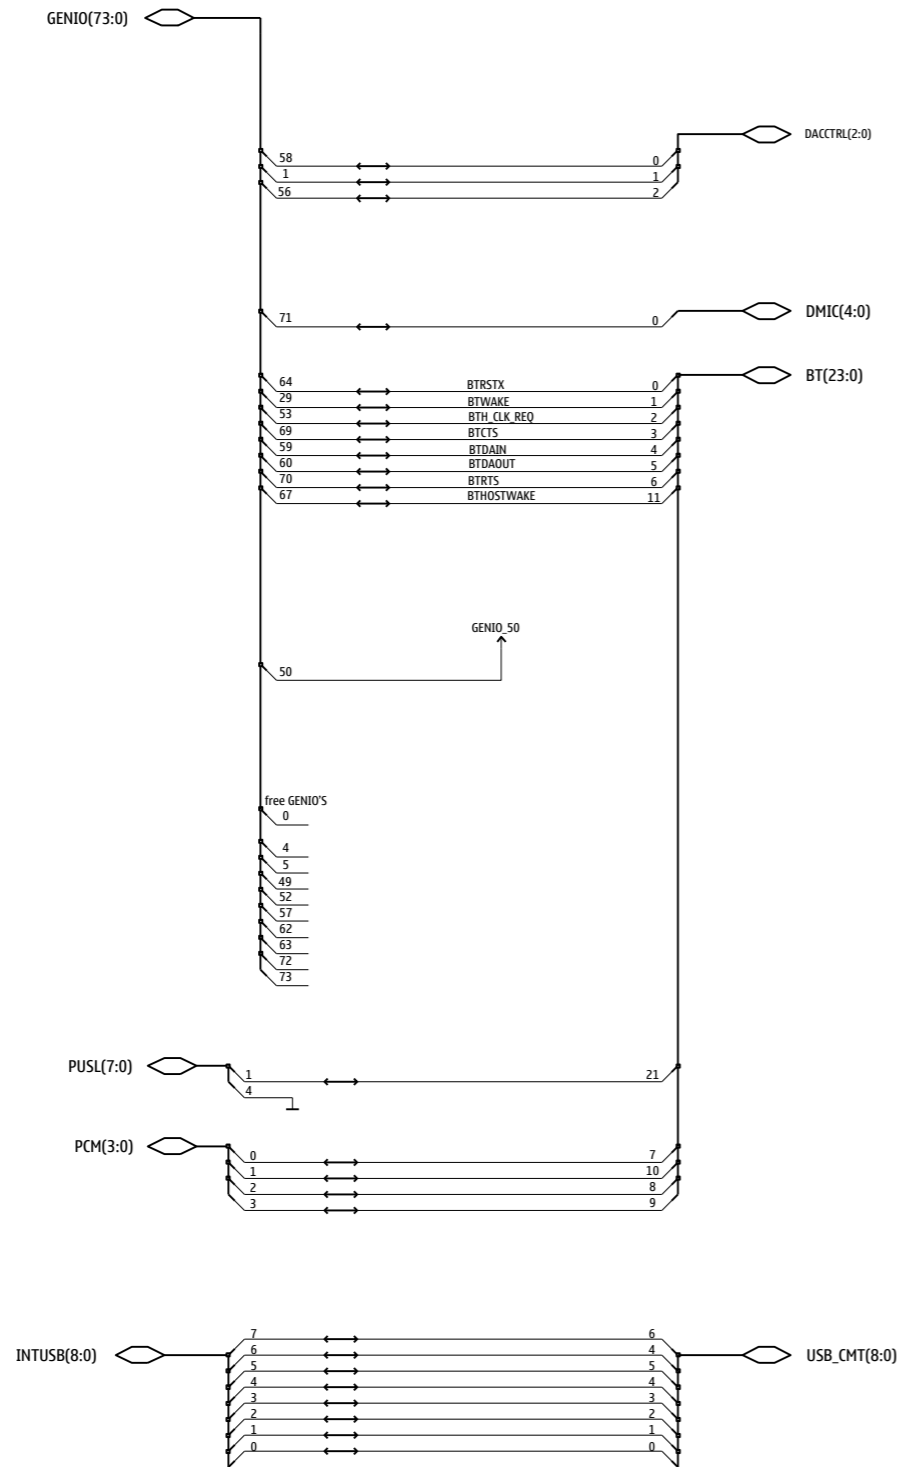 GENIO(73:0)
DACCTRL(2:0)
58 0
1 1
56 2
DMIC(4:0)
71 0
BT(23:0)
64 BTRSTX 0
29 BTWAKE 1
53 BTH_CLK_REQ 2
69 BTCTS 3
59 BTDAIN 4
60 BTDAOUT 5
70 BTRTS 6
67 BTHOSTWAKE 11
GENIO_50
50
free GENIO'S
0
4
5
49
52
57
62
63
72
73
PUSL(7:0)
1 21
4
PCM(3:0)
0 7
1 10
2 8
3 9
7 6
INTUSB(8:0) 6 4 USB_CMT(8:0)
5 5
4 4
3 3
2 2
1 1
0 0